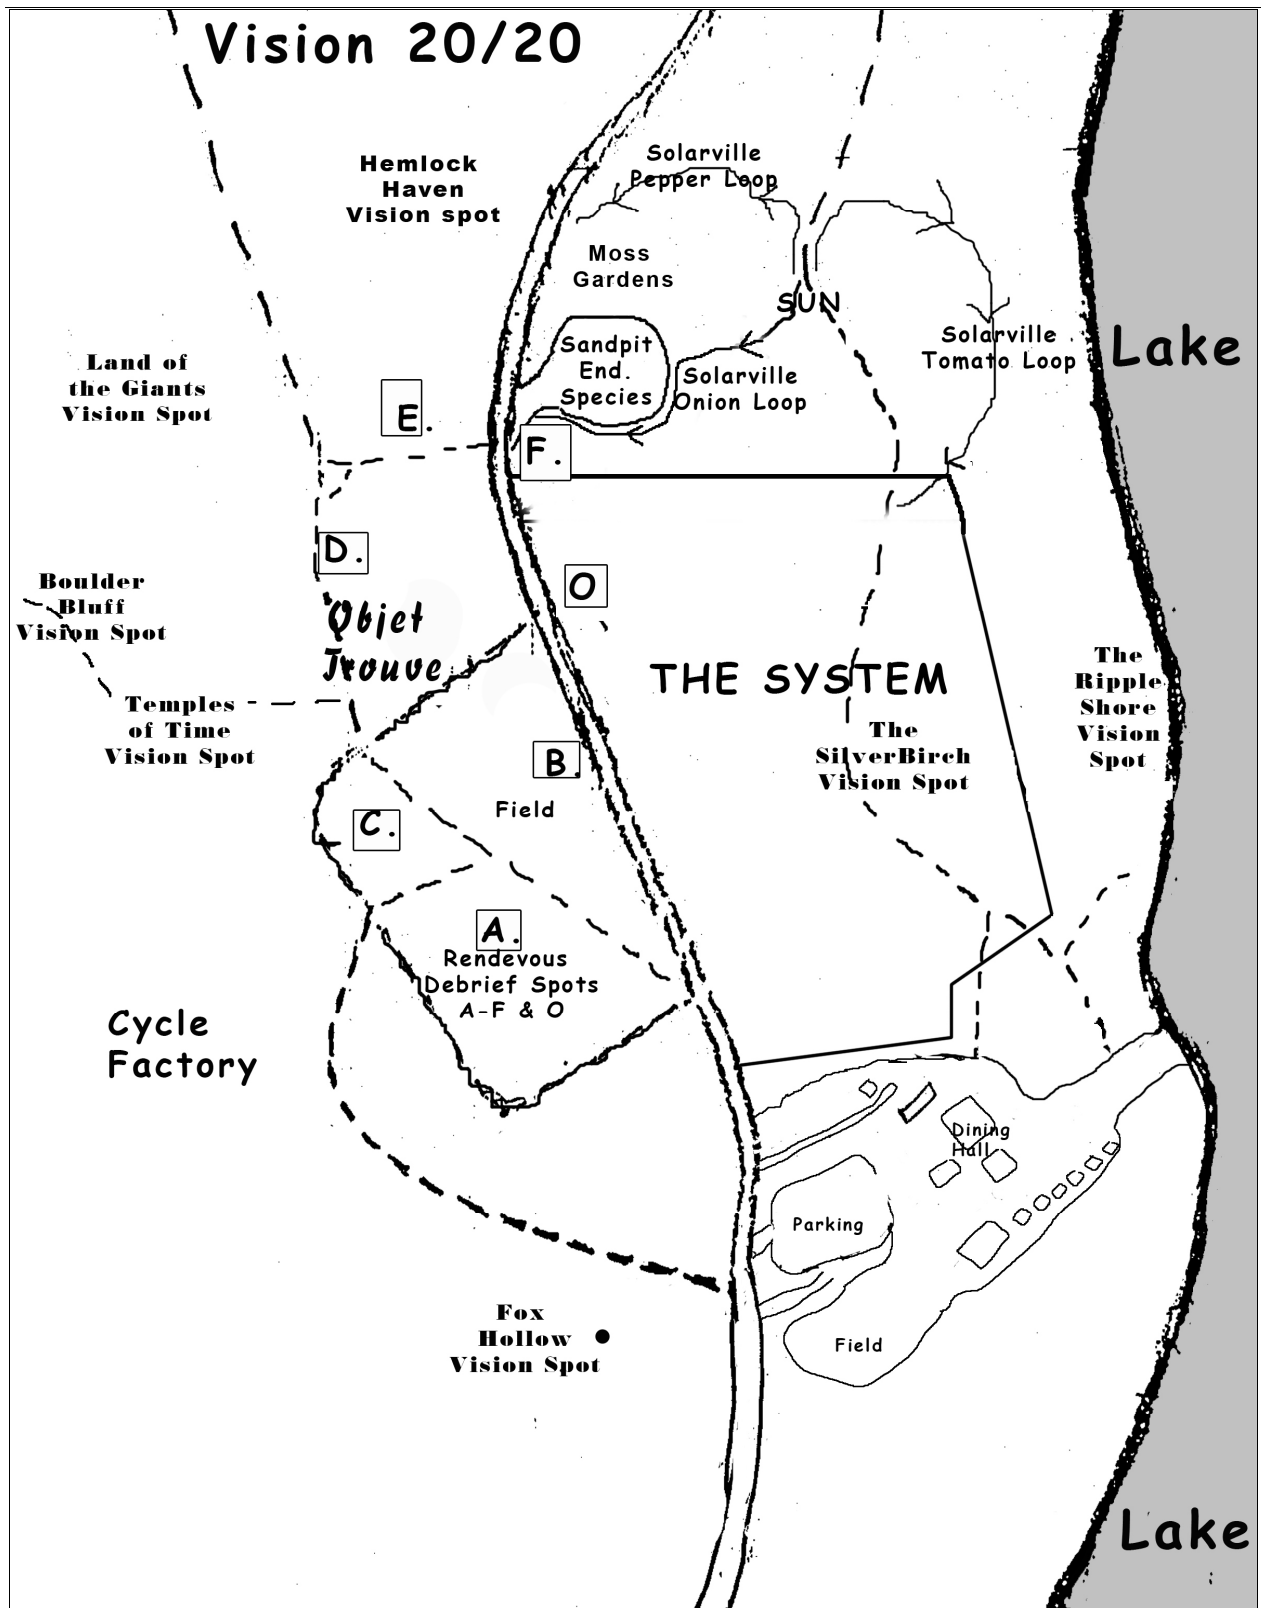 Vision 20/20
Hemlock
Haven
Vision spot
Solarville
Pepper Loop
Moss
Gardens
SUN
Land of
the Giants
Vision Spot
Sandpit
End.
Species
Solarville
Onion Loop
Solarville
Tomato Loop
Lake
E.
F.
D.
O
Boulder
Bluff
Vision Spot
Objet
Trouve
THE SYSTEM
The
Ripple
Shore
Vision
Spot
Temples
of Time
Vision Spot
The
SilverBirch
Vision Spot
B.
Field
C.
A.
Rendevous
Debrief Spots
A-F & O
Cycle
Factory
Dining
Hall
Parking
Fox
Hollow
Vision Spot
Field
Lake